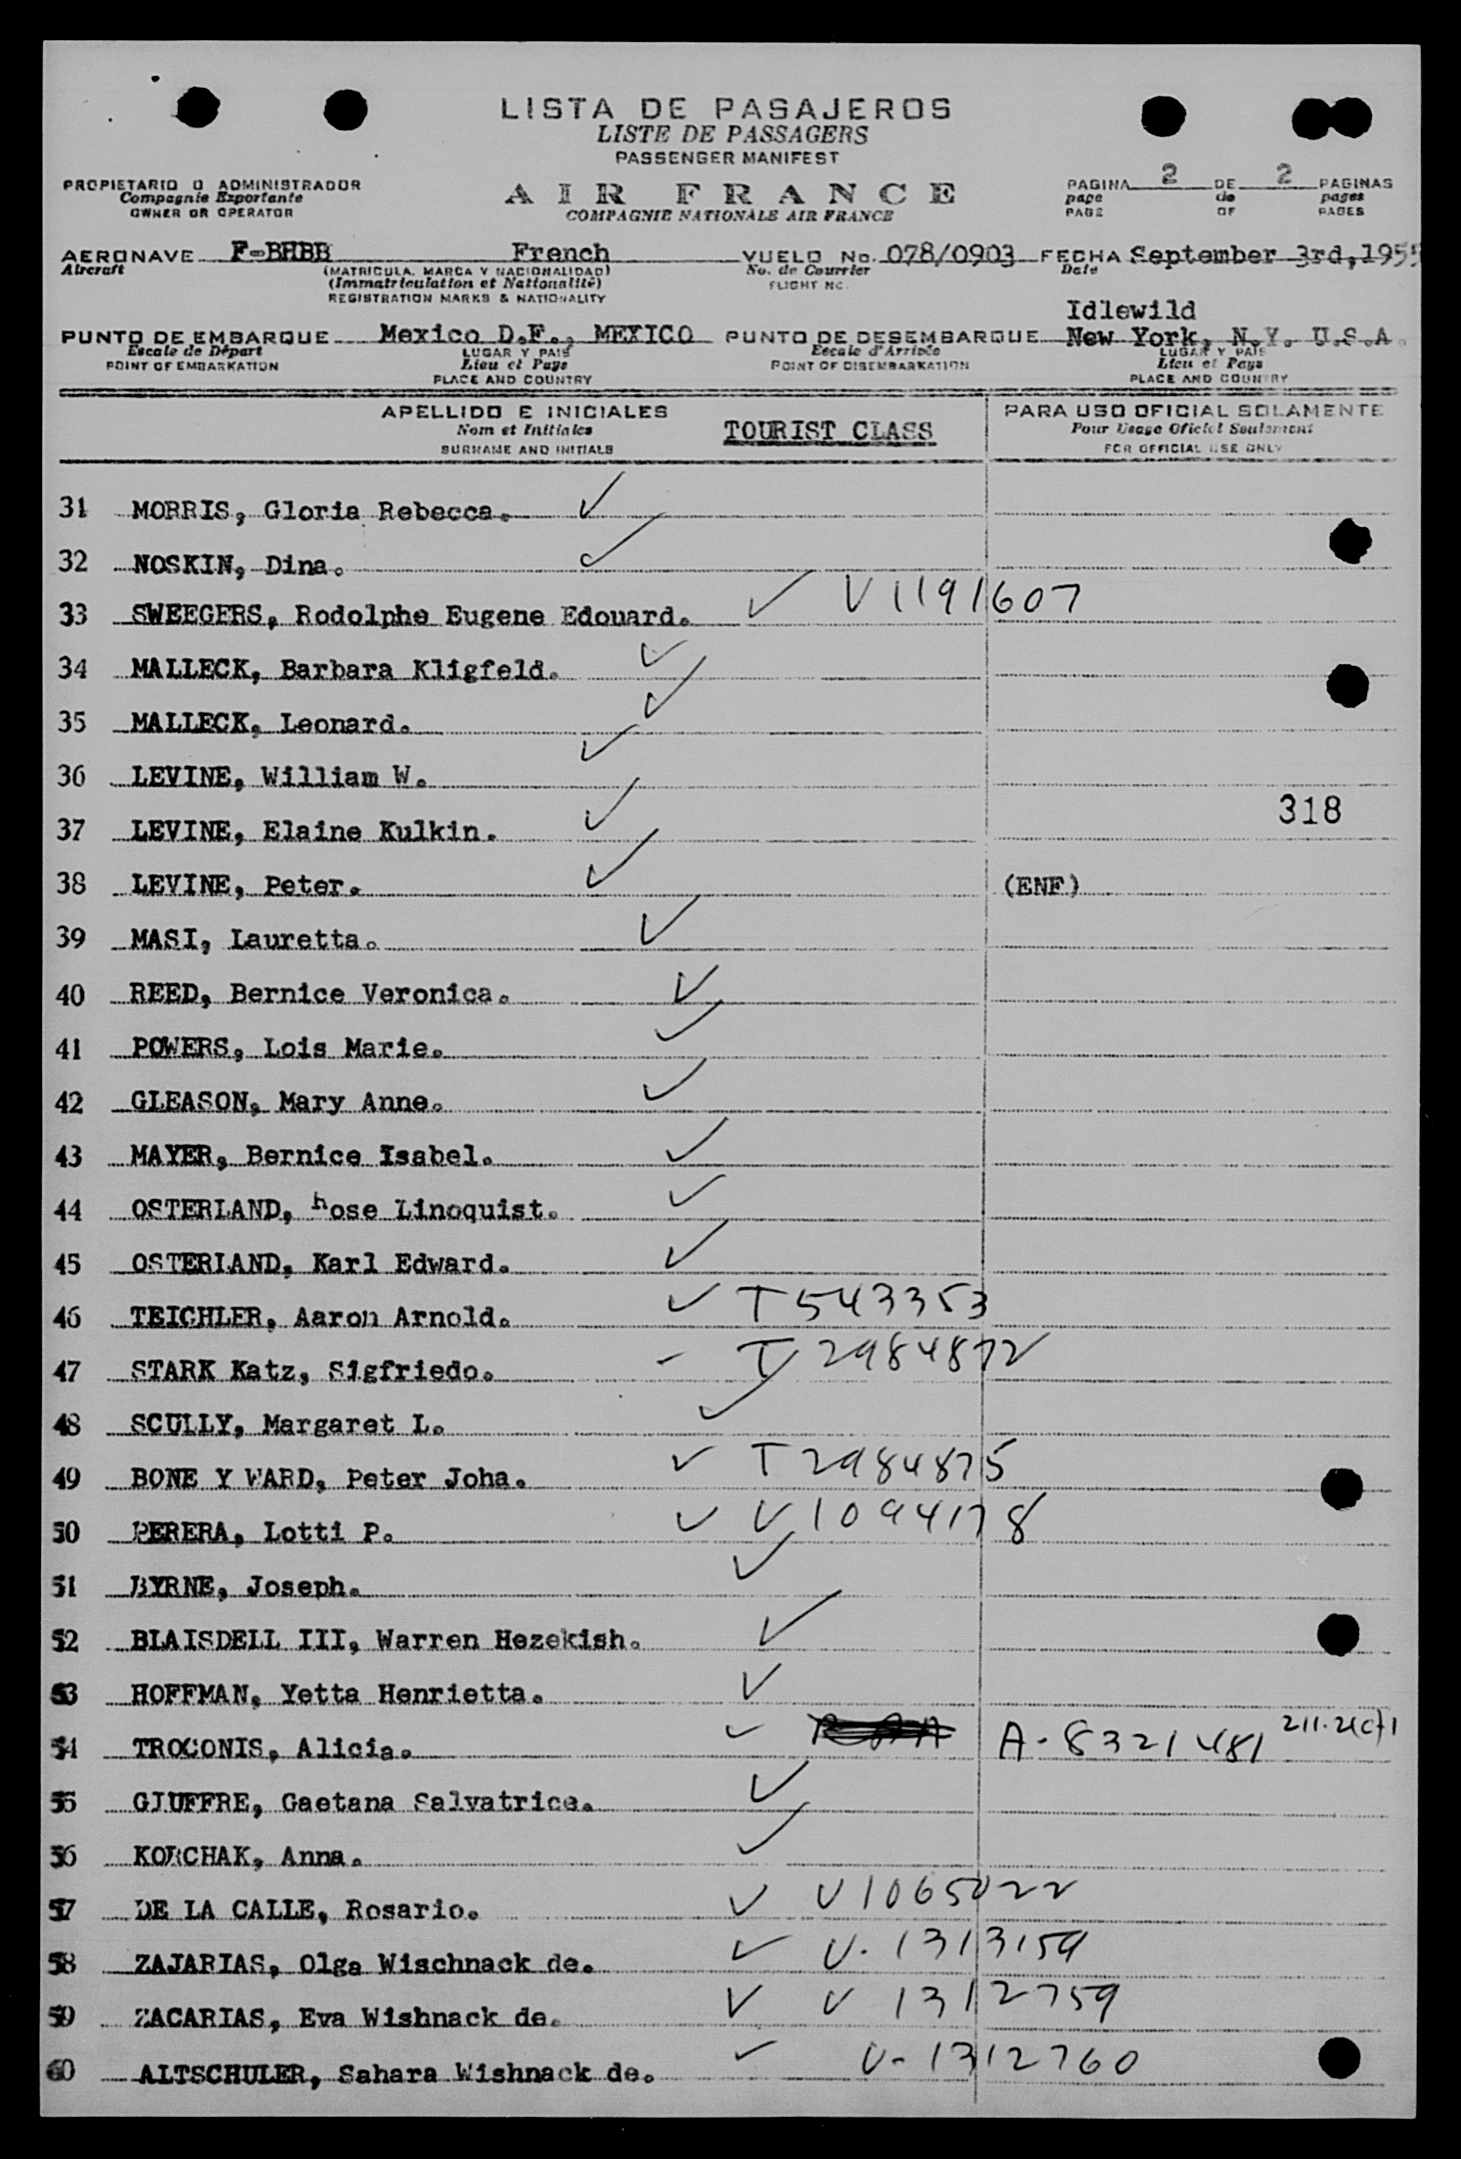 LISTA DE PASAJEROS
LISTE DE PASSAGERS
PASSENGER MANIFEST
PROPIETARIO O ADMINISTRADOR
Compagnie Exportante
OWNER OR OPERATOR
AIR FRANCE
COMPAGNIE NATIONALE AIR FRANCE
PAGINA 2 DE 2 PAGINAS
page de pages
PAGE OF PAGES
AERONAVE F-BHBB French VUELO No. 078/0903 FECHA September 3rd, 1955
Aircraft (MATRICULA, MARCA Y NACIONALIDAD) No. de Courrier Date
(Immatriculation et Nationalité) FLIGHT NO.
REGISTRATION MARKS & NATIONALITY
Idlewild
PUNTO DE EMBARQUE Mexico D.F., MEXICO PUNTO DE DESEMBARQUE New York, N.Y. U.S.A.
Escale de Départ LUGAR Y PAIS Escale d'Arrivée LUGAR Y PAIS
POINT OF EMBARKATION Lieu et Pays POINT OF DISEMBARKATION Lieu et Pays
PLACE AND COUNTRY PLACE AND COUNTRY
APELLIDO E INICIALES PARA USO OFICIAL SOLAMENTE
Nom et Initiales TOURIST CLASS Pour Usage Oficiel Seulement
SURNAME AND INITIALS FOR OFFICIAL USE ONLY
31 MORRIS, Gloria Rebecca. ✓
32 NOSKIN, Dina. ✓
33 SWEEGERS, Rodolphe Eugene Edouard. ✓ V1191607
34 MALLECK, Barbara Kligfeld. ✓
35 MALLECK, Leonard. ✓
36 LEVINE, William W. ✓
318
37 LEVINE, Elaine Kulkin. ✓
38 LEVINE, Peter. ✓ (ENF)
39 MASI, Lauretta. ✓
40 REED, Bernice Veronica. ✓
41 POWERS, Lois Marie. ✓
42 GLEASON, Mary Anne. ✓
43 MAYER, Bernice Isabel. ✓
44 OSTERLAND, hose Linoquist. ✓
45 OSTERLAND, Karl Edward. ✓
46 TEICHLER, Aaron Arnold. ✓ T543353
47 STARK Katz, Sigfriedo. - T 2984872
48 SCULLY, Margaret L. ✓
49 BONE Y WARD, Peter Joha. ✓ T2984875
50 PERERA, Lotti P. ✓ V1094178
51 BYRNE, Joseph. ✓
52 BLAISDELL III, Warren Hezekish. ✓
53 HOFFMAN, Yetta Henrietta. ✓
54 TROCONIS, Alicia. ✓ A-8321481 211.2(c)1
55 GIUFFRE, Gaetana Salvatrice. ✓
56 KORCHAK, Anna. ✓
57 DE LA CALLE, Rosario. ✓ V1065022
58 ZAJARIAS, Olga Wischnack de. ✓ V-1313159
59 ZACARIAS, Eva Wishnack de. ✓ V 1312759
60 ALTSCHULER, Sahara Wishnack de. ✓ V-1312760